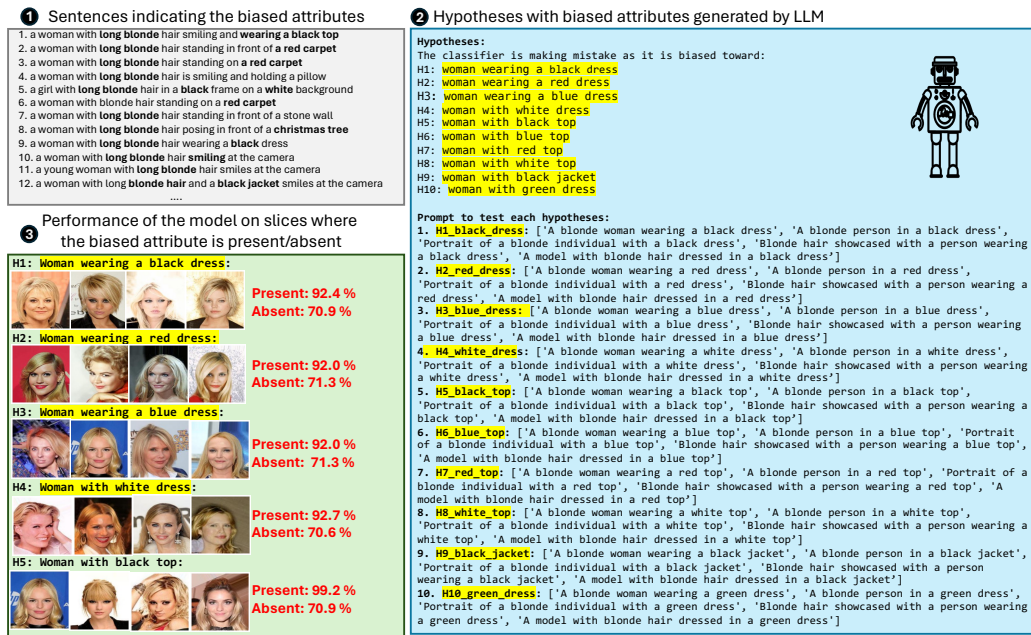 1 Sentences indicating the biased attributes
1. a woman with long blonde hair smiling and wearing a black top
2. a woman with long blonde hair standing in front of a red carpet
3. a woman with long blonde hair standing on a red carpet
4. a woman with long blonde hair is smiling and holding a pillow
5. a girl with long blonde hair in a black frame on a white background
6. a woman with blonde hair standing on a red carpet
7. a woman with long blonde hair standing in front of a stone wall
8. a woman with long blonde hair posing in front of a christmas tree
9. a woman with long blonde hair wearing a black dress
10. a woman with long blonde hair smiling at the camera
11. a young woman with long blonde hair smiles at the camera
12. a woman with long blonde hair and a black jacket smiles at the camera
....
3 Performance of the model on slices where
the biased attribute is present/absent
H1: Woman wearing a black dress:
Present: 92.4 %
Absent: 70.9 %
H2: Woman wearing a red dress:
Present: 92.0 %
Absent: 71.3 %
H3: Woman wearing a blue dress:
Present: 92.0 %
Absent: 71.3 %
H4: Woman with white dress:
Present: 92.7 %
Absent: 70.6 %
H5: Woman with black top:
Present: 99.2 %
Absent: 70.9 %
2 Hypotheses with biased attributes generated by LLM
Hypotheses:
The classifier is making mistake as it is biased toward:
H1: woman wearing a black dress
H2: woman wearing a red dress
H3: woman wearing a blue dress
H4: woman with white dress
H5: woman with black top
H6: woman with blue top
H7: woman with red top
H8: woman with white top
H9: woman with black jacket
H10: woman with green dress
Prompt to test each hypotheses:
1. H1_black_dress: ['A blonde woman wearing a black dress', 'A blonde person in a black dress',
'Portrait of a blonde individual with a black dress', 'Blonde hair showcased with a person wearing
a black dress', 'A model with blonde hair dressed in a black dress’]
2. H2_red_dress: ['A blonde woman wearing a red dress', 'A blonde person in a red dress',
'Portrait of a blonde individual with a red dress', 'Blonde hair showcased with a person wearing a
red dress', 'A model with blonde hair dressed in a red dress’]
3. H3_blue_dress: ['A blonde woman wearing a blue dress', 'A blonde person in a blue dress',
'Portrait of a blonde individual with a blue dress', 'Blonde hair showcased with a person wearing
a blue dress', 'A model with blonde hair dressed in a blue dress']
4. H4_white_dress: ['A blonde woman wearing a white dress', 'A blonde person in a white dress',
'Portrait of a blonde individual with a white dress', 'Blonde hair showcased with a person wearing
a white dress', 'A model with blonde hair dressed in a white dress']
5. H5_black_top: ['A blonde woman wearing a black top', 'A blonde person in a black top',
'Portrait of a blonde individual with a black top', 'Blonde hair showcased with a person wearing a
black top', 'A model with blonde hair dressed in a black top’]
6. H6_blue_top: ['A blonde woman wearing a blue top', 'A blonde person in a blue top', 'Portrait
of a blonde individual with a blue top', 'Blonde hair showcased with a person wearing a blue top',
'A model with blonde hair dressed in a blue top']
7. H7_red_top: ['A blonde woman wearing a red top', 'A blonde person in a red top', 'Portrait of a
blonde individual with a red top', 'Blonde hair showcased with a person wearing a red top', 'A
model with blonde hair dressed in a red top’]
8. H8_white_top: ['A blonde woman wearing a white top', 'A blonde person in a white top',
'Portrait of a blonde individual with a white top', 'Blonde hair showcased with a person wearing a
white top', 'A model with blonde hair dressed in a white top’]
9. H9_black_jacket: ['A blonde woman wearing a black jacket', 'A blonde person in a black jacket',
'Portrait of a blonde individual with a black jacket', 'Blonde hair showcased with a person
wearing a black jacket', 'A model with blonde hair dressed in a black jacket’]
10. H10_green_dress: ['A blonde woman wearing a green dress', 'A blonde person in a green dress',
'Portrait of a blonde individual with a green dress', 'Blonde hair showcased with a person wearing
a green dress', 'A model with blonde hair dressed in a green dress']